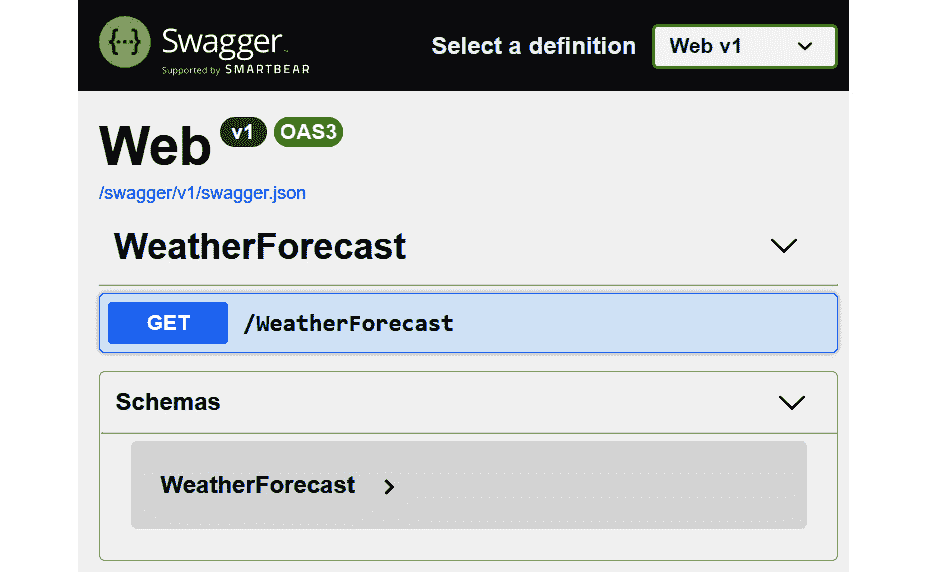 {...} Swagger
Supported by SMARTBEAR
Select a definition
Web v1
Web v1 OAS3
/swagger/v1/swagger.json
WeatherForecast
GET /WeatherForecast
Schemas
WeatherForecast